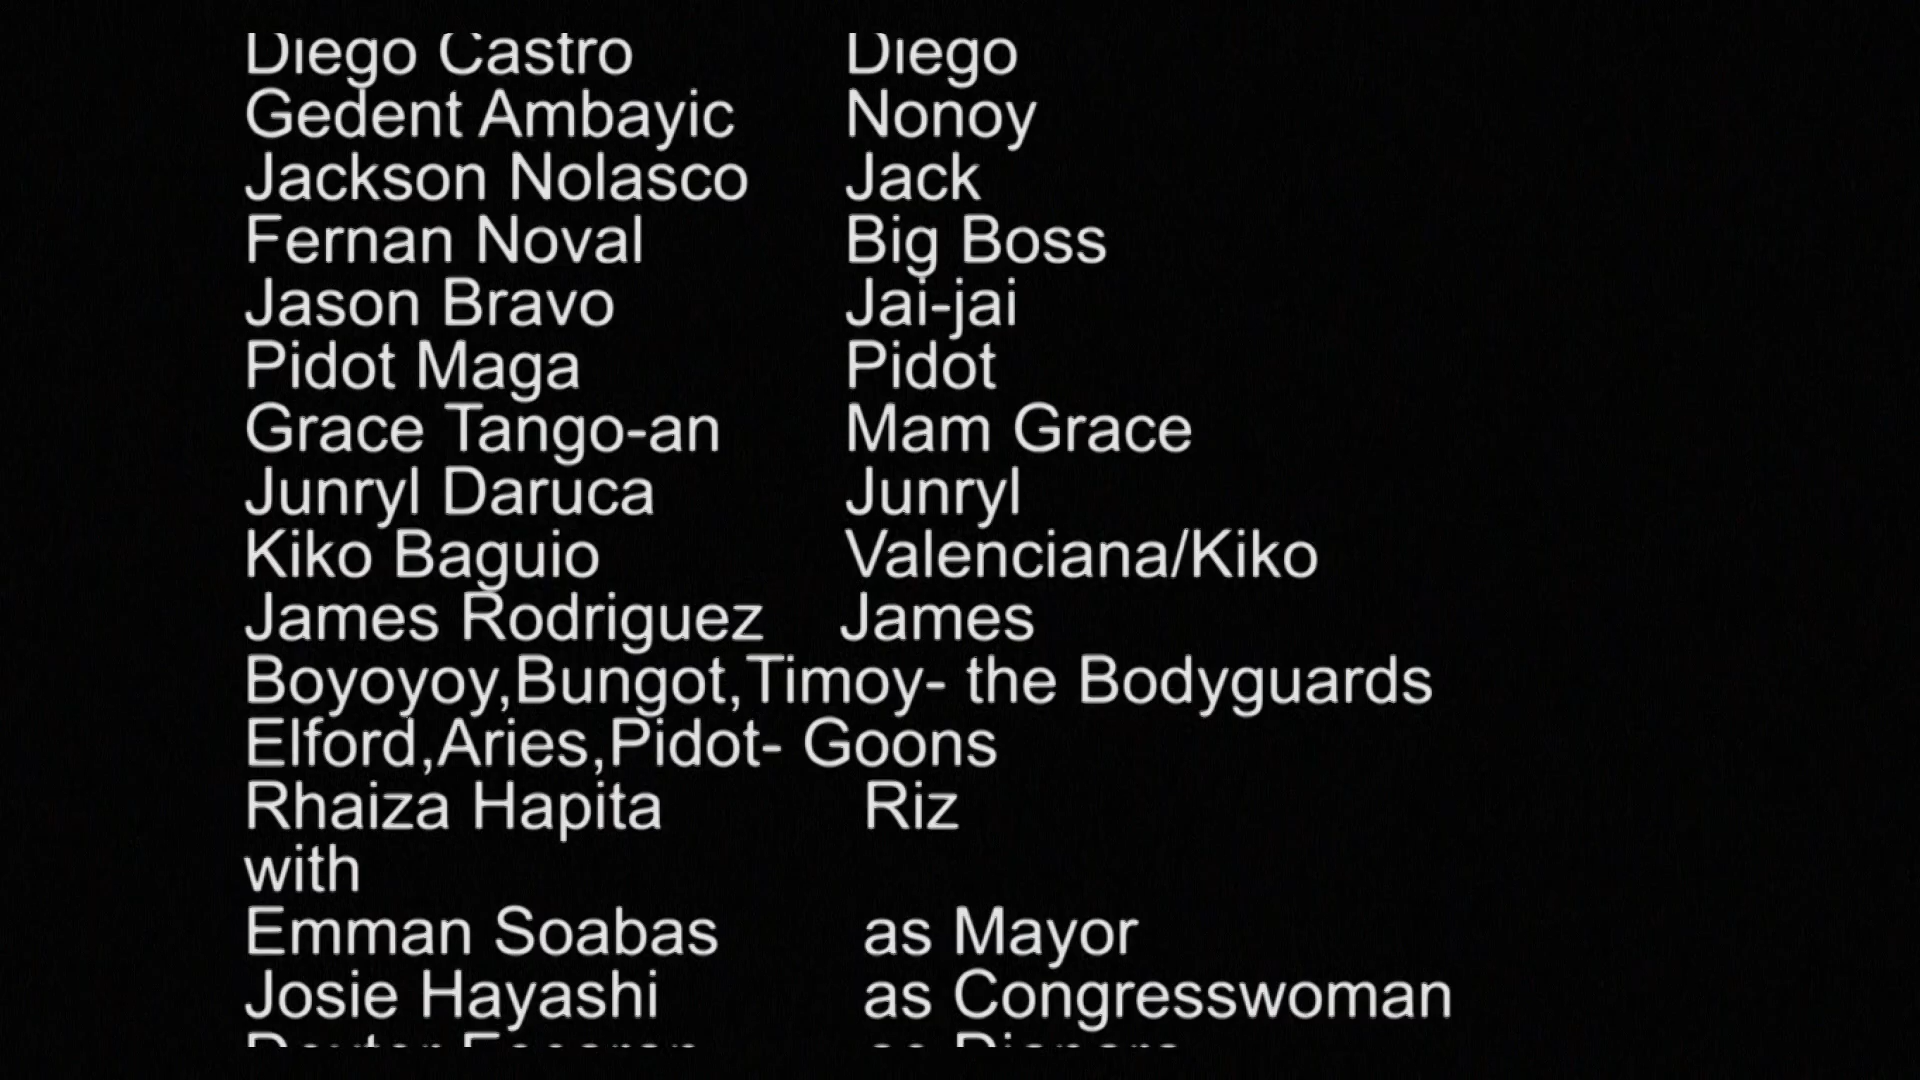 Diego Castro Diego
Gedent Ambayic Nonoy
Jackson Nolasco Jack
Fernan Noval Big Boss
Jason Bravo Jai-jai
Pidot Maga Pidot
Grace Tango-an Mam Grace
Junryl Daruca Junryl
Kiko Baguio Valenciana/Kiko
James Rodriguez James
Boyoyoy,Bungot,Timoy- the Bodyguards
Elford,Aries,Pidot- Goons
Rhaiza Hapita Riz
with
Emman Soabas as Mayor
Josie Hayashi as Congresswoman